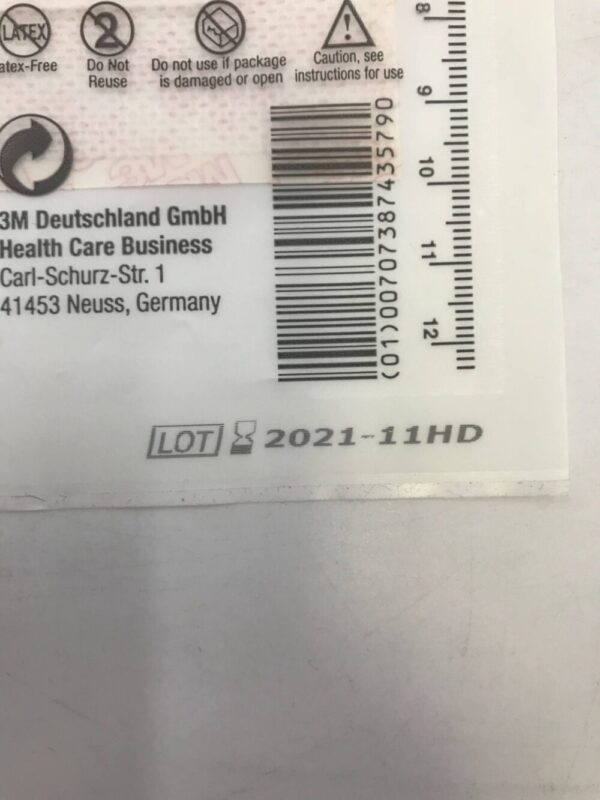 LATEX
atex-Free
2
Do Not
Reuse
Do not use if package
is damaged or open
Caution, see
instructions for use
3M Deutschland GmbH
Health Care Business
Carl-Schurz-Str. 1
41453 Neuss, Germany
(01)00707387435790
8
9
10
11
12
LOT 2021-11HD